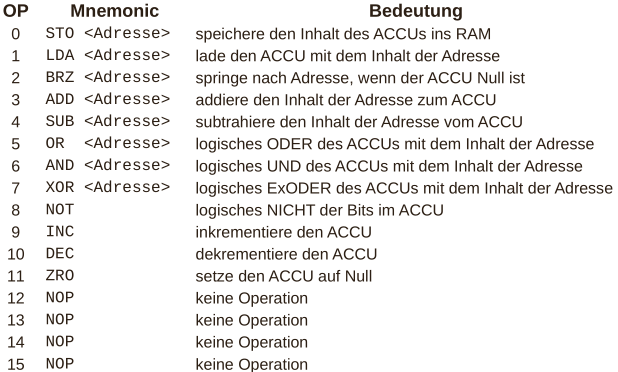 OP Mnemonic Bedeutung
0 STO <Adresse> speichere den Inhalt des ACCUs ins RAM
1 LDA <Adresse> lade den ACCU mit dem Inhalt der Adresse
2 BRZ <Adresse> springe nach Adresse, wenn der ACCU Null ist
3 ADD <Adresse> addiere den Inhalt der Adresse zum ACCU
4 SUB <Adresse> subtrahiere den Inhalt der Adresse vom ACCU
5 OR <Adresse> logisches ODER des ACCUs mit dem Inhalt der Adresse
6 AND <Adresse> logisches UND des ACCUs mit dem Inhalt der Adresse
7 XOR <Adresse> logisches ExODER des ACCUs mit dem Inhalt der Adresse
8 NOT logisches NICHT der Bits im ACCU
9 INC inkrementiere den ACCU
10 DEC dekrementiere den ACCU
11 ZRO setze den ACCU auf Null
12 NOP keine Operation
13 NOP keine Operation
14 NOP keine Operation
15 NOP keine Operation